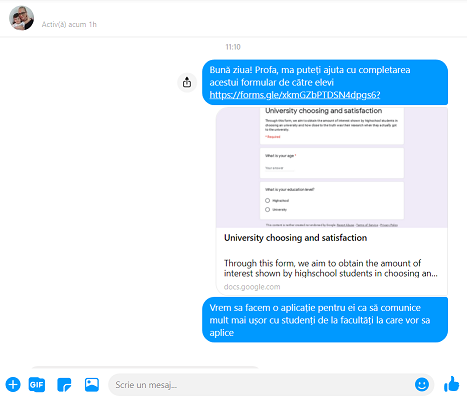 Activ(ă) acum 1h
11:10
Bună ziua! Profa, ma puteți ajuta cu completarea
acestui formular de către elevi
https://forms.gle/xkmGZbPTDSN4dpgs6?
University choosing and satisfaction
Through this form, we aim to obtain the amount of interest shown by highschool students in
choosing an university and how close to the truth was their research when they actually got
to the university.
* Required
What is your age *
Your answer
What is your education level?
Highschool
University
University choosing and satisfaction
Through this form, we aim to obtain the amount of
interest shown by highschool students in choosing an...
docs.google.com
Vrem sa facem o aplicație pentru ei ca să comunice
mult mai ușor cu studenți de la facultăți la care vor sa
aplice
GIF
Scrie un mesaj...